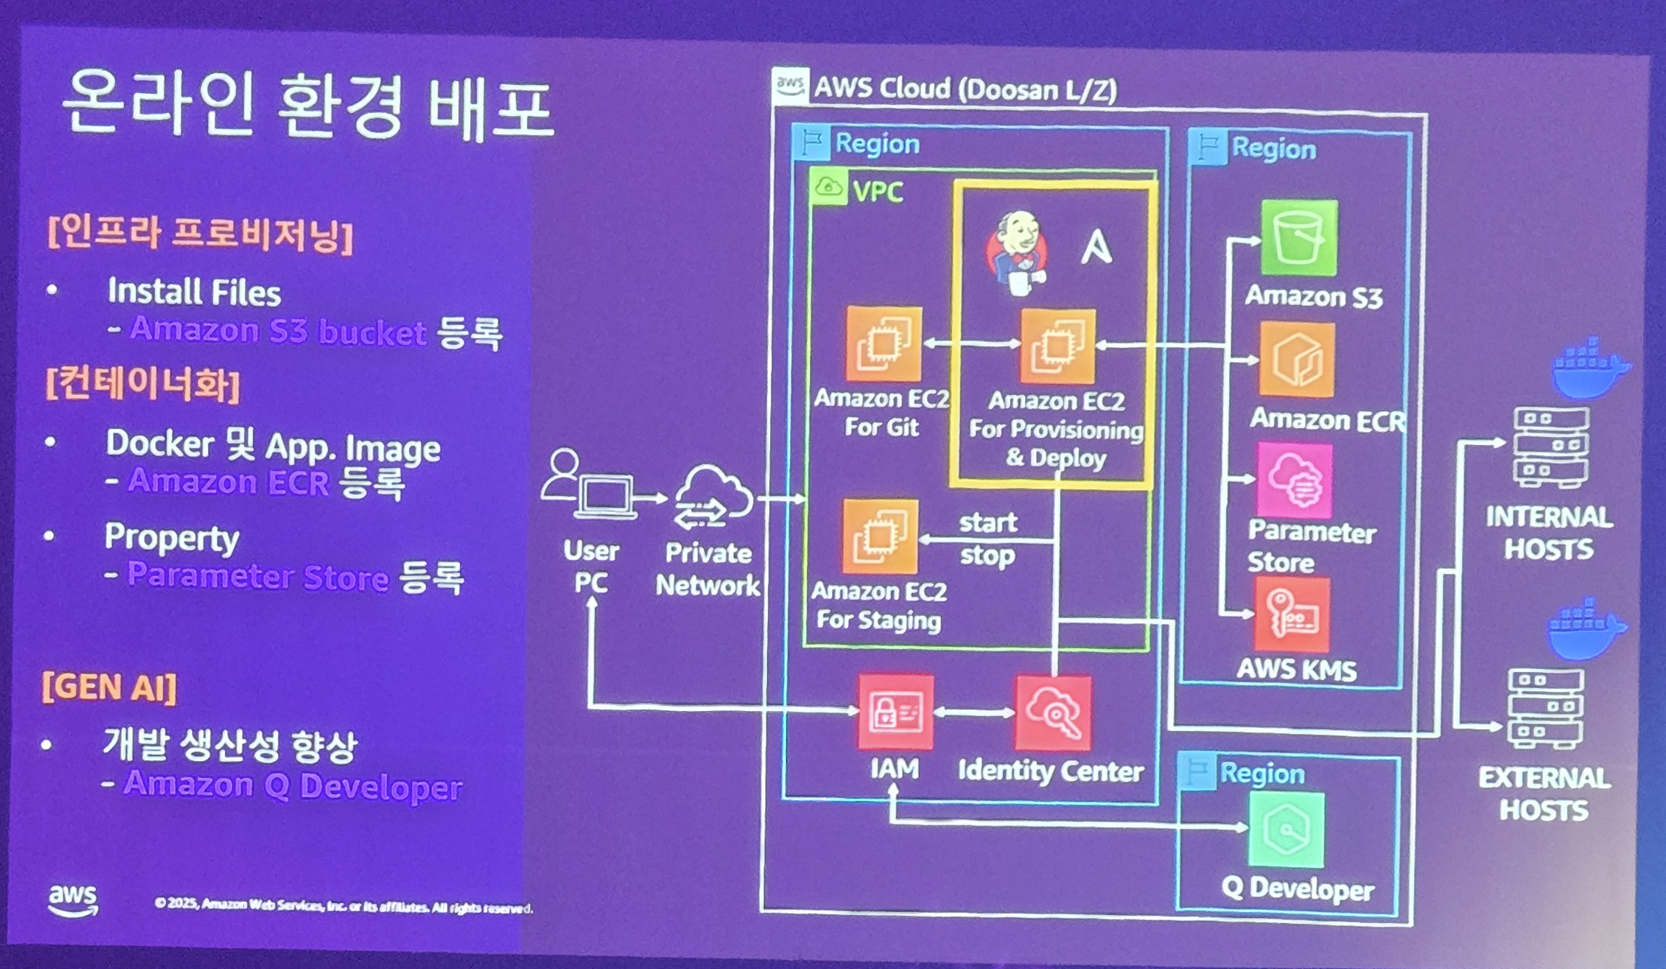 온라인 환경 배포
[인프라 프로비저닝]
• Install Files
- Amazon S3 bucket 등록
[컨테이너화]
• Docker 및 App. Image
- Amazon ECR 등록
• Property
- Parameter Store 등록
[GEN AI]
• 개발 생산성 향상
- Amazon Q Developer
aws
© 2025, Amazon Web Services, Inc. or its affiliates. All rights reserved.
User
PC
Private
Network
aws
AWS Cloud (Doosan L/Z)
Region
VPC
A
Amazon EC2
For Git
Amazon EC2
For Provisioning
& Deploy
start
stop
Amazon EC2
For Staging
IAM
Identity Center
Region
Amazon S3
Amazon ECR
Parameter
Store
AWS KMS
Region
Q Developer
INTERNAL
HOSTS
EXTERNAL
HOSTS